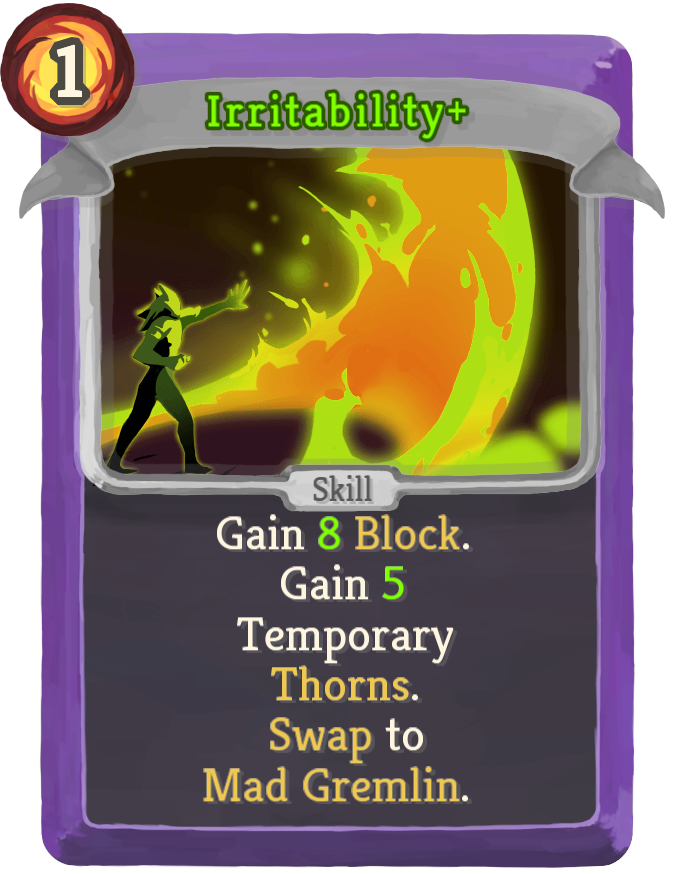 1
Irritability+
Skill
Gain 8 Block.
Gain 5
Temporary
Thorns.
Swap to
Mad Gremlin.